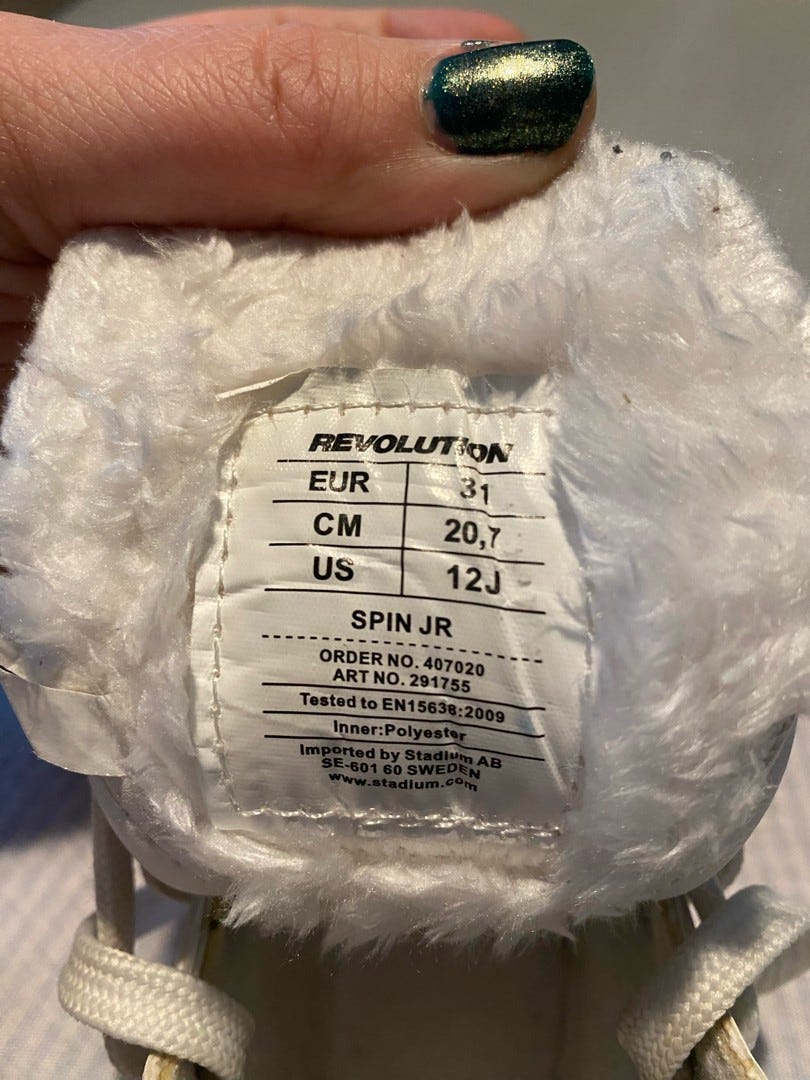 REVOLUTION
EUR 31
CM 20,7
US 12J
SPIN JR
ORDER NO. 407020
ART NO. 291755
Tested to EN15638:2009
Inner:Polyester
Imported by Stadium AB
SE-601 60 SWEDEN
www.stadium.com